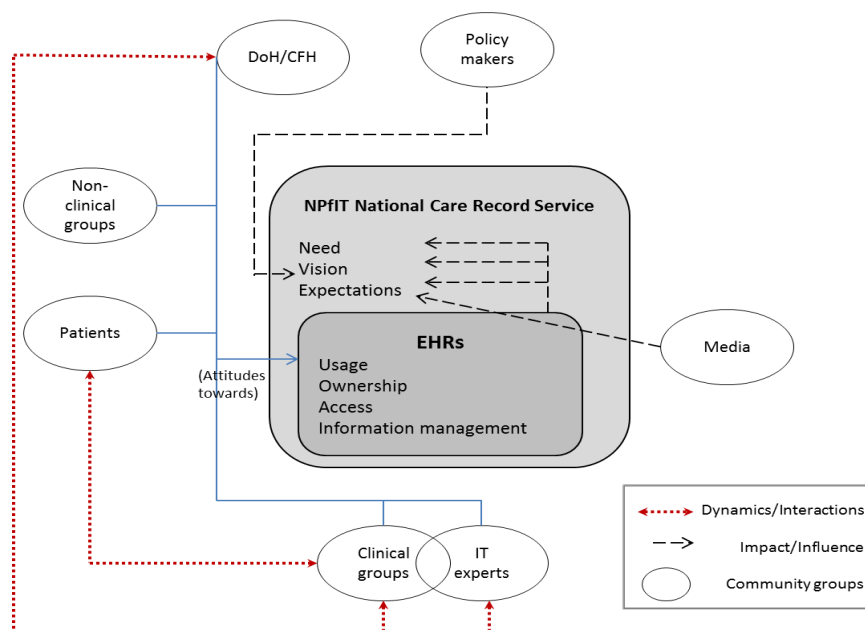 DoH/CFH
Policy
makers
Non-
clinical
groups
NPfIT National Care Record Service
Need
Vision
Expectations
Patients
EHRs
Media
(Attitudes
towards)
Usage
Ownership
Access
Information management
Clinical
groups
IT
experts
Dynamics/Interactions
Impact/Influence
Community groups